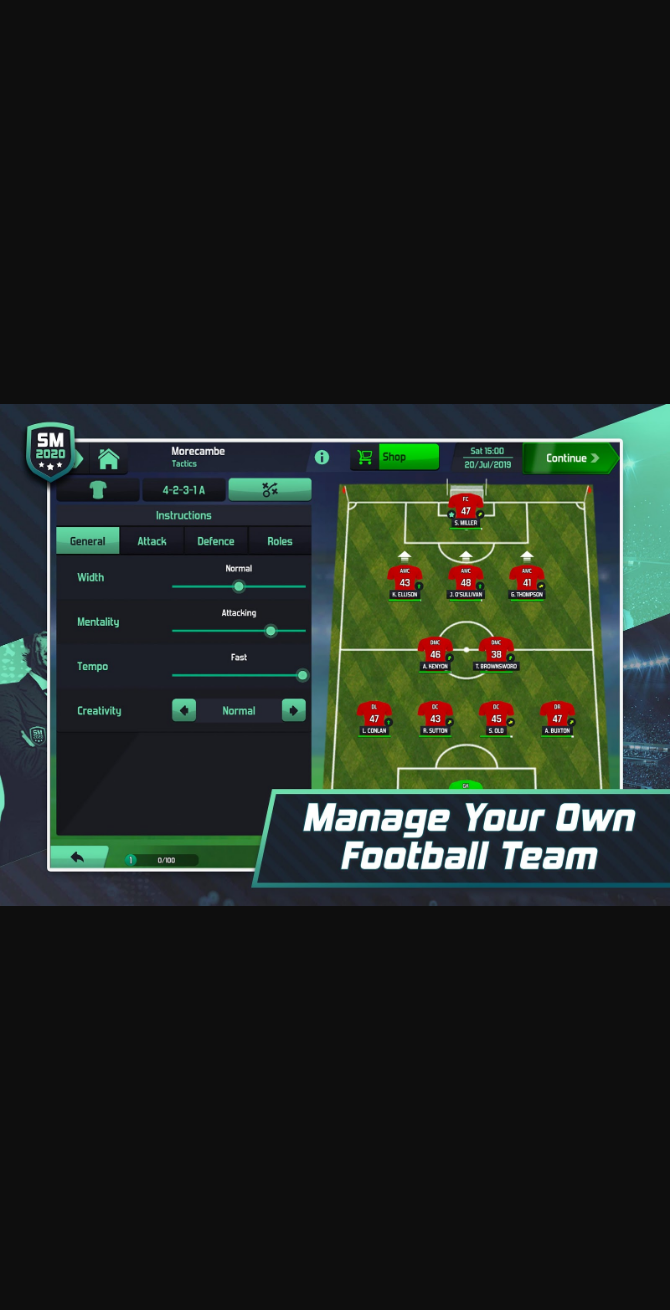 SM
2020
Morecambe
Tactics
Shop
Sat 15:00
20/Jul/2019
Continue
4-2-3-1 A
Instructions
General
Attack
Defence
Roles
Width
Normal
Mentality
Attacking
Tempo
Fast
Creativity
Normal
0/100
FC
47
S. MILLER
AMC
43
K. ELLISON
AMC
48
J. O'SULLIVAN
AMC
41
G. THOMPSON
DMC
46
A. KENYON
DMC
38
T. BROWNSWORD
DL
47
L. CONLAN
DC
43
R. SUTTON
DC
45
S. OLD
DR
47
A. BUXTON
Manage Your Own
Football Team